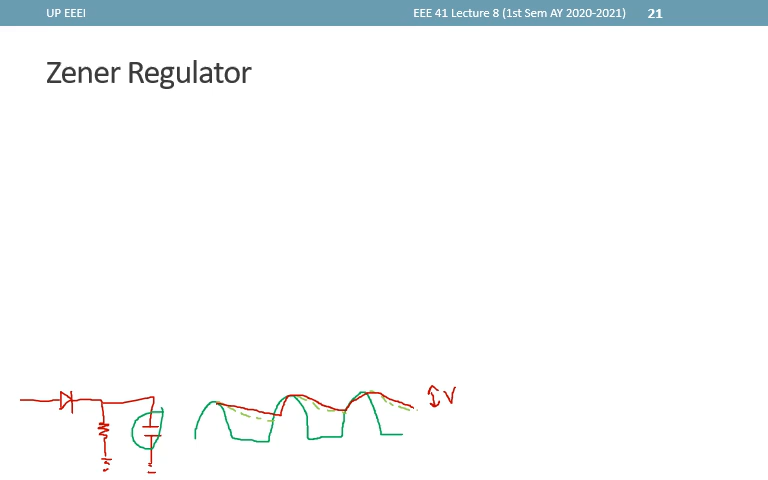 UP EEEI
EEE 41 Lecture 8 (1st Sem AY 2020-2021) 21
Zener Regulator
V